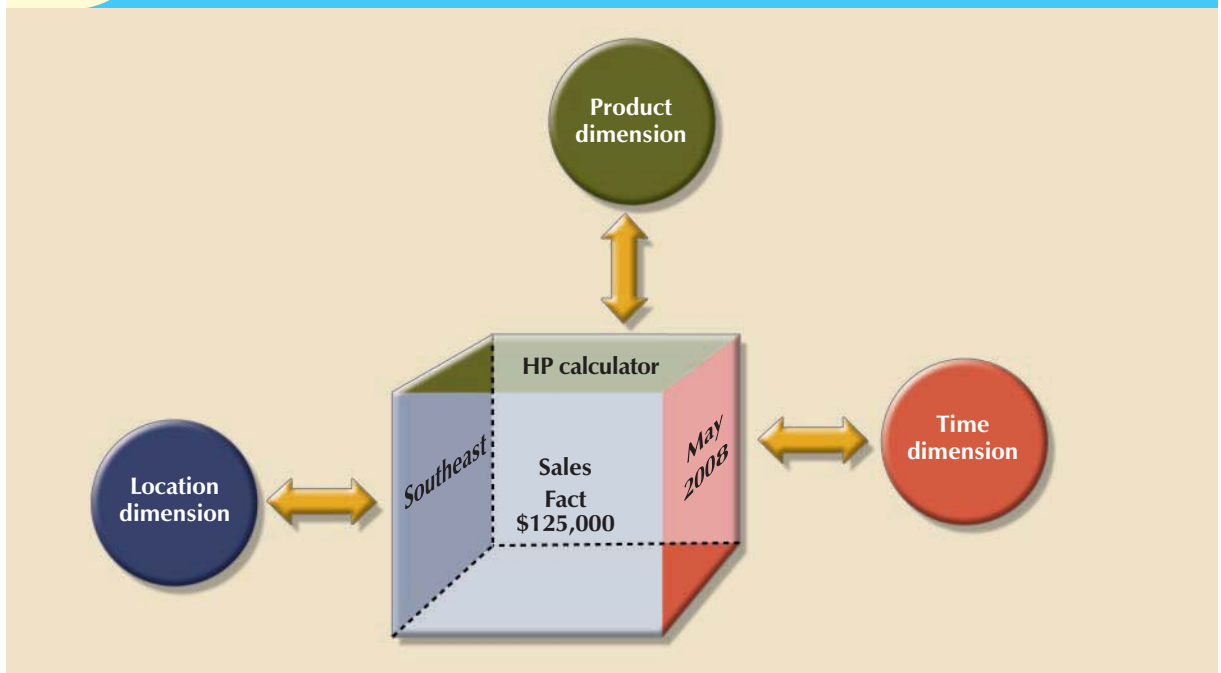 Product
dimension
HP calculator
Southeast
Sales
Fact
$125,000
May
2008
Time
dimension
Location
dimension